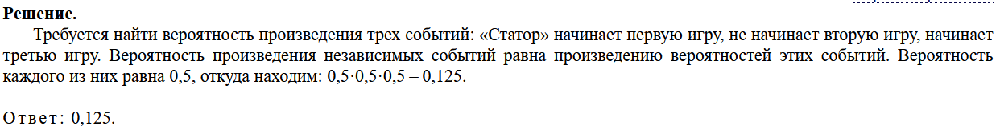 Решение.
Требуется найти вероятность произведения трех событий: «Статор» начинает первую игру, не начинает вторую игру, начинает
третью игру. Вероятность произведения независимых событий равна произведению вероятностей этих событий. Вероятность
каждого из них равна 0,5, откуда находим: 0,5·0,5·0,5 = 0,125.
Ответ: 0,125.